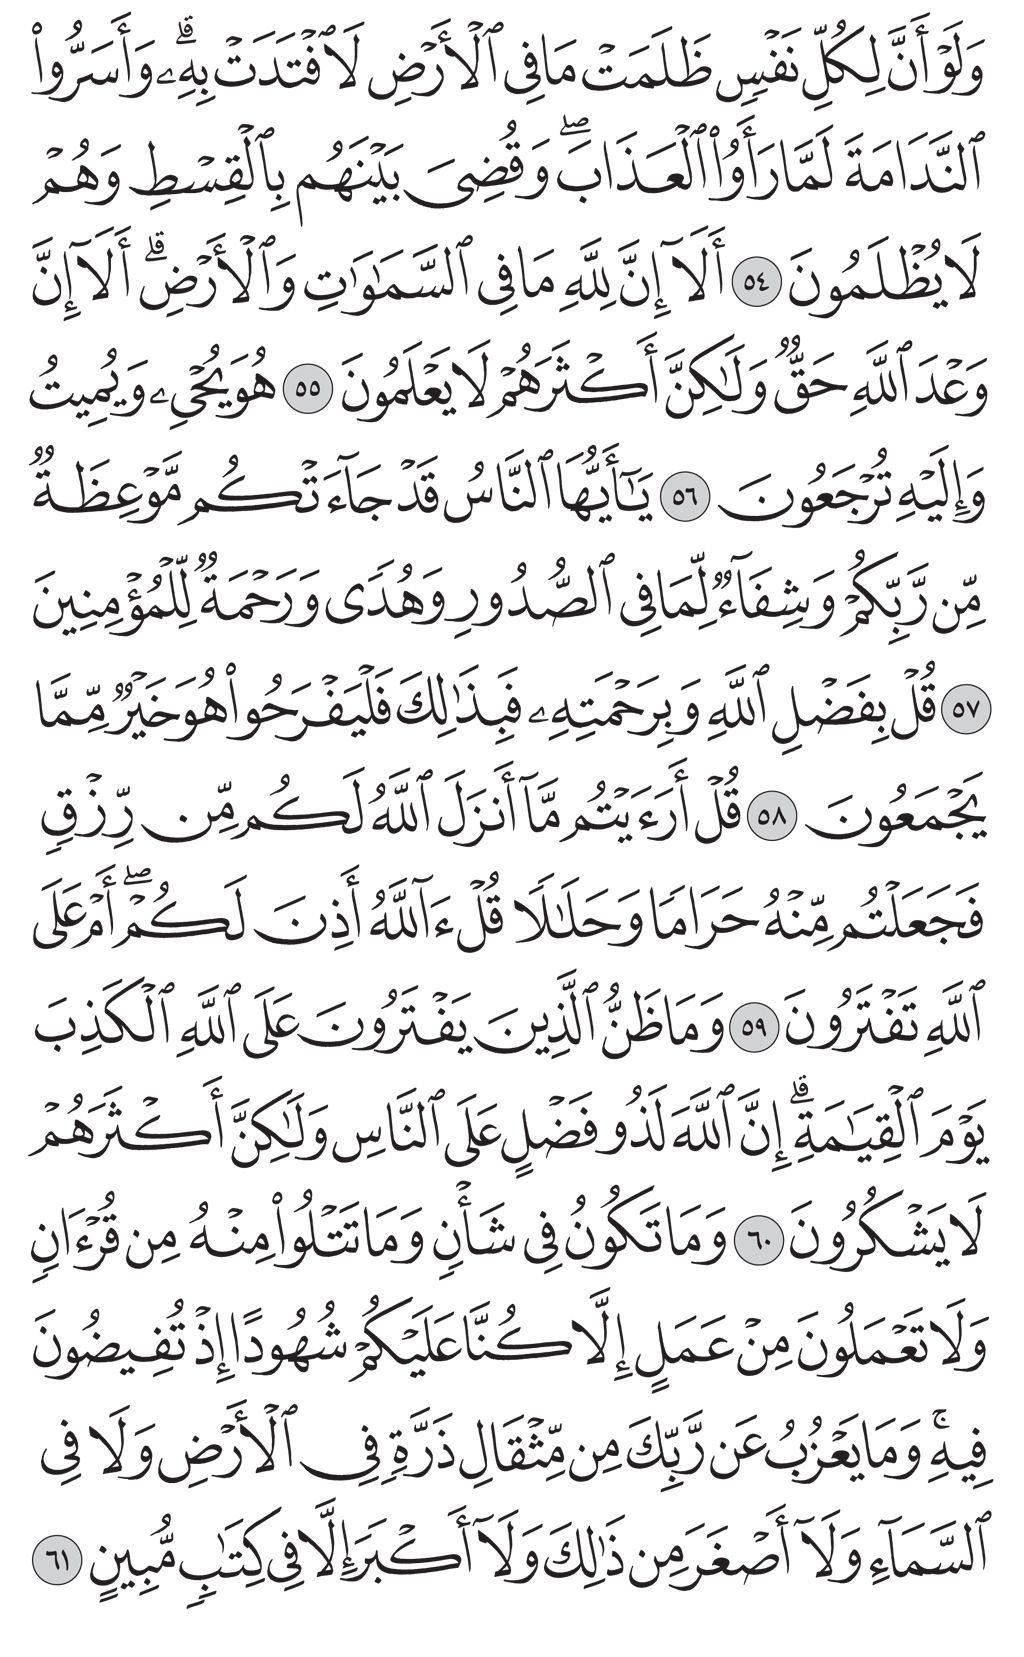 وَلَوْ أَنَّ لِكُلِّ نَفْسٍ ظَلَمَتْ مَا فِى ٱلْأَرْضِ لَٱفْتَدَتْ بِهِۦ ۗ وَأَسَرُّوا۟
ٱلنَّدَامَةَ لَمَّا رَأَوُا۟ ٱلْعَذَابَ ۖ وَقُضِىَ بَيْنَهُم بِٱلْقِسْطِ وَهُمْ
لَا يُظْلَمُونَ ٥٤ أَلَآ إِنَّ لِلَّهِ مَا فِى ٱلسَّمَـٰوَٰتِ وَٱلْأَرْضِ ۗ أَلَآ إِنَّ
وَعْدَ ٱللَّهِ حَقٌّ وَلَـٰكِنَّ أَكْثَرَهُمْ لَا يَعْلَمُونَ ٥٥ هُوَ يُحْىِۦ وَيُمِيتُ
وَإِلَيْهِ تُرْجَعُونَ ٥٦ يَـٰٓأَيُّهَا ٱلنَّاسُ قَدْ جَآءَتْكُم مَّوْعِظَةٌ
مِّن رَّبِّكُمْ وَشِفَآءٌ لِّمَا فِى ٱلصُّدُورِ وَهُدًى وَرَحْمَةٌ لِّلْمُؤْمِنِينَ
٥٧ قُلْ بِفَضْلِ ٱللَّهِ وَبِرَحْمَتِهِۦ فَبِذَٰلِكَ فَلْيَفْرَحُوا۟ هُوَ خَيْرٌ مِّمَّا
يَجْمَعُونَ ٥٨ قُلْ أَرَءَيْتُم مَّآ أَنزَلَ ٱللَّهُ لَكُم مِّن رِّزْقٍ
فَجَعَلْتُم مِّنْهُ حَرَامًا وَحَلَـٰلًا قُلْ ءَآللَّهُ أَذِنَ لَكُمْ ۖ أَمْ عَلَى
ٱللَّهِ تَفْتَرُونَ ٥٩ وَمَا ظَنُّ ٱلَّذِينَ يَفْتَرُونَ عَلَى ٱللَّهِ ٱلْكَذِبَ
يَوْمَ ٱلْقِيَـٰمَةِ ۗ إِنَّ ٱللَّهَ لَذُو فَضْلٍ عَلَى ٱلنَّاسِ وَلَـٰكِنَّ أَكْثَرَهُمْ
لَا يَشْكُرُونَ ٦٠ وَمَا تَكُونُ فِى شَأْنٍ وَمَا تَتْلُوا۟ مِنْهُ مِن قُرْءَانٍ
وَلَا تَعْمَلُونَ مِنْ عَمَلٍ إِلَّا كُنَّا عَلَيْكُمْ شُهُودًا إِذْ تُفِيضُونَ
فِيهِ ۚ وَمَا يَعْزُبُ عَن رَّبِّكَ مِن مِّثْقَالِ ذَرَّةٍ فِى ٱلْأَرْضِ وَلَا فِى
ٱلسَّمَآءِ وَلَآ أَصْغَرَ مِن ذَٰلِكَ وَلَآ أَكْبَرَ إِلَّا فِى كِتَـٰبٍ مُّبِينٍ ٦١